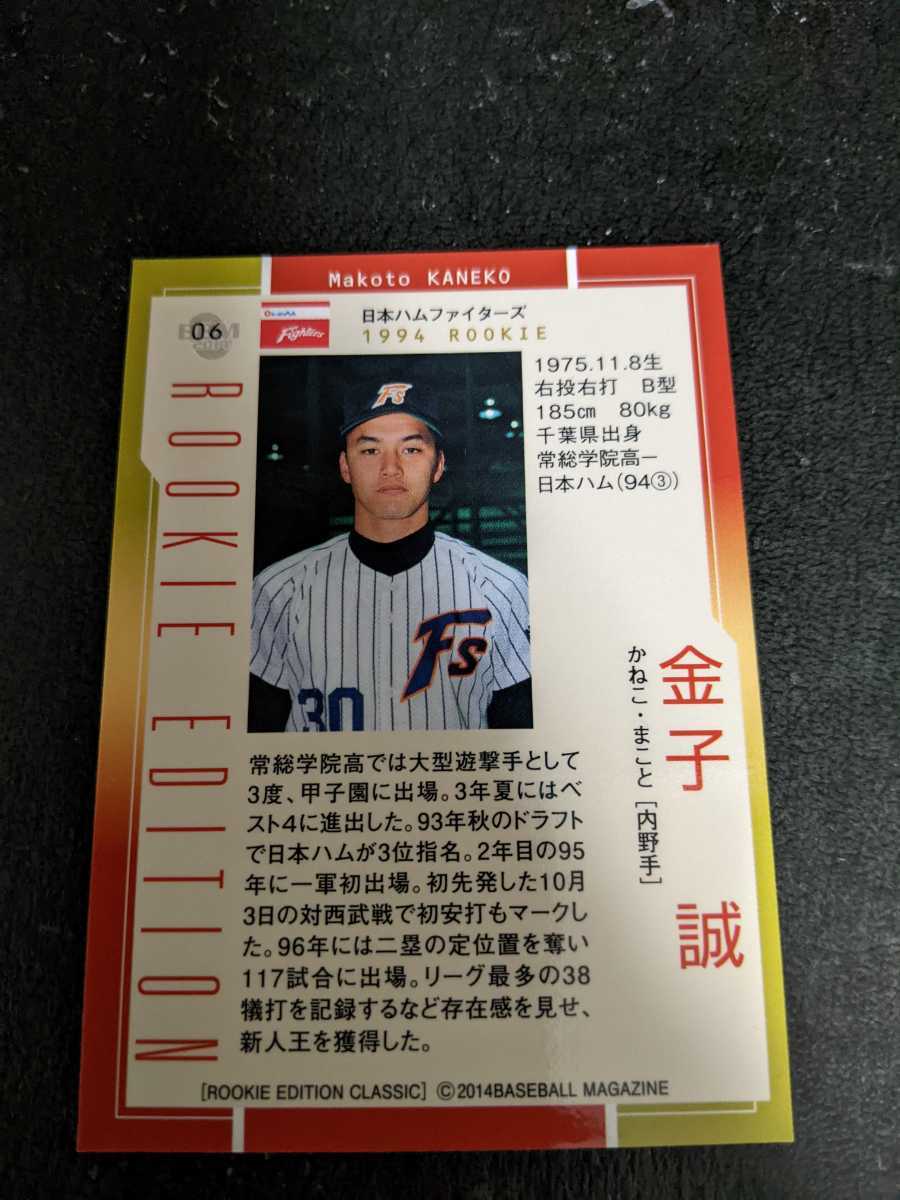 Makoto KANEKO
06
Fighters
日本ハムファイターズ
1994 ROOKIE
1975.11.8生
右投右打 B型
185cm 80kg
千葉県出身
常総学院高ー
日本ハム(94③)
Fs
Fs
30
ROOKIE EDITION
金子 誠
かねこ・まこと [内野手]
常総学院高では大型遊撃手として
3度、甲子園に出場。3年夏にはベ
スト4に進出した。93年秋のドラフト
で日本ハムが3位指名。2年目の95
年に一軍初出場。初先発した10月
3日の対西武戦で初安打もマークし
た。96年には二塁の定位置を奪い
117試合に出場。リーグ最多の38
犠打を記録するなど存在感を見せ、
新人王を獲得した。
[ROOKIE EDITION CLASSIC] ©2014BASEBALL MAGAZINE